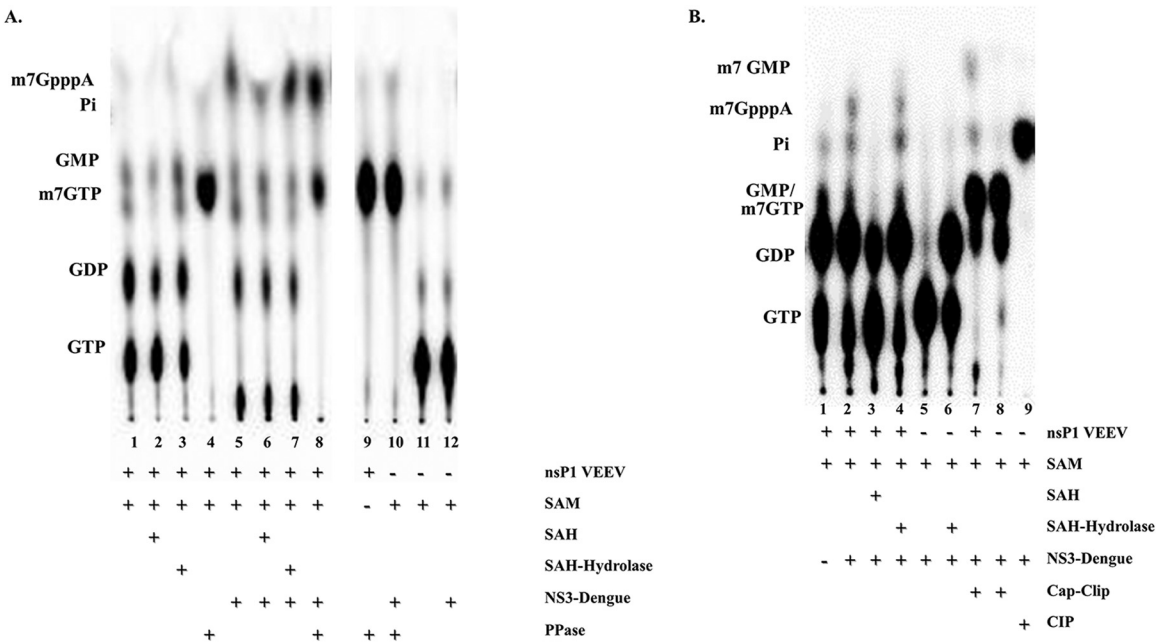 A.
m7GpppA
Pi
GMP
m7GTP
GDP
GTP
1 2 3 4 5 6 7 8 9 10 11 12
+ + + + + + + + + - - - nsP1 VEEV
+ + + + + + + + - + + + SAM
+ + SAH
+ + SAH-Hydrolase
+ + + + + + NS3-Dengue
+ + + + PPase
B.
m7 GMP
m7GpppA
Pi
GMP/
m7GTP
GDP
GTP
1 2 3 4 5 6 7 8 9
+ + + + - - + - - nsP1 VEEV
+ + + + + + + + + SAM
+ SAH
+ + SAH-Hydrolase
- + + + + + + + + NS3-Dengue
+ + Cap-Clip
+ CIP